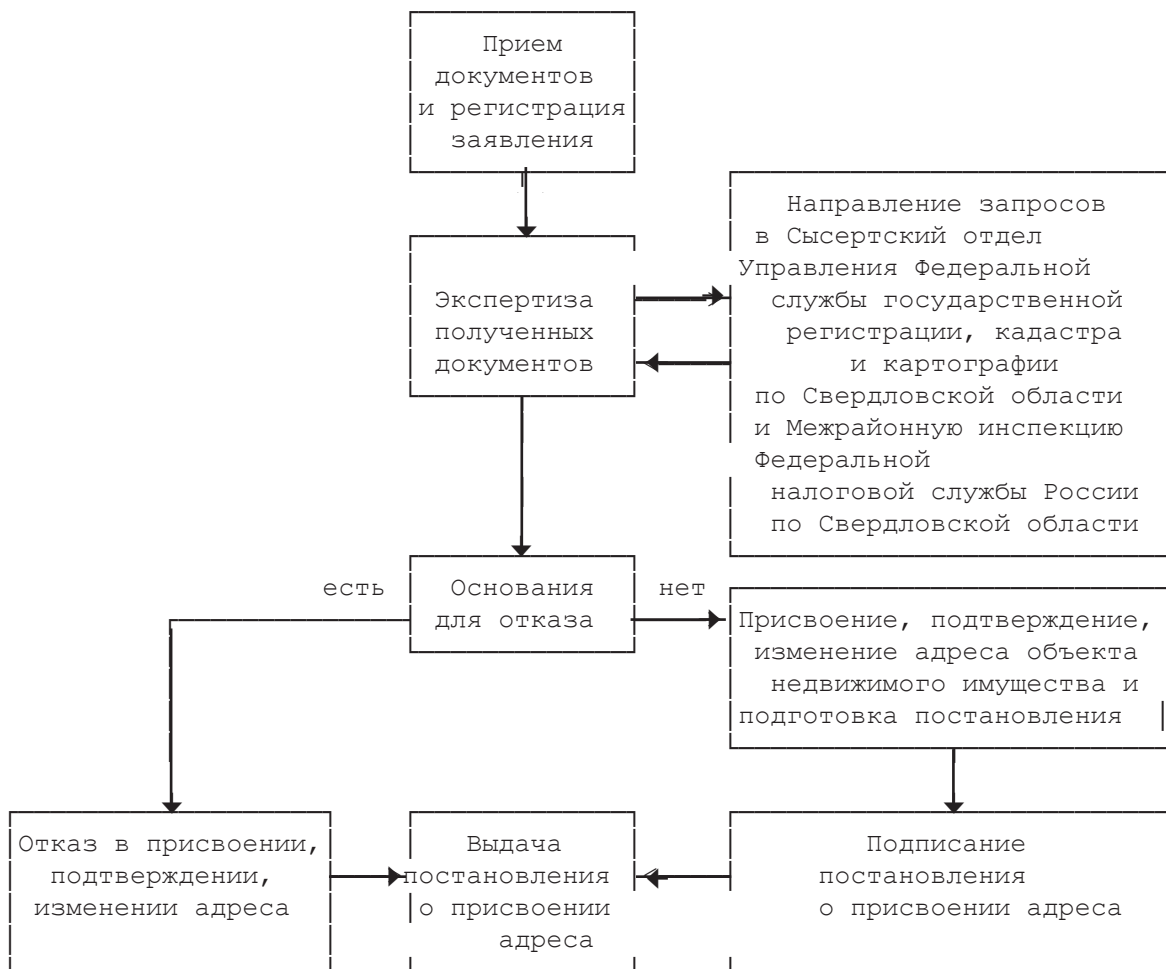 Прием
документов
и регистрация
заявления
Направление запросов
в Сысертский отдел
Управления Федеральной
службы государственной
регистрации, кадастра
и картографии
по Свердловской области
и Межрайонную инспекцию
Федеральной
налоговой службы России
по Свердловской области
Экспертиза
полученных
документов
есть
Основания
для отказа
нет
Присвоение, подтверждение,
изменение адреса объекта
недвижимого имущества и
подготовка постановления
Отказ в присвоении,
подтверждении,
изменении адреса
Выдача
постановления
о присвоении
адреса
Подписание
постановления
о присвоении адреса